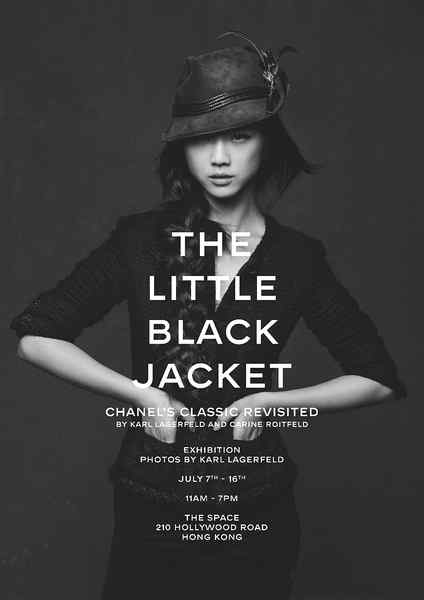 THE
LITTLE
BLACK
JACKET
CHANEL'S CLASSIC REVISITED
BY KARL LAGERFELD AND CARINE ROITFELD
EXHIBITION
PHOTOS BY KARL LAGERFELD
JULY 7TH - 16TH
11AM - 7PM
THE SPACE
210 HOLLYWOOD ROAD
HONG KONG